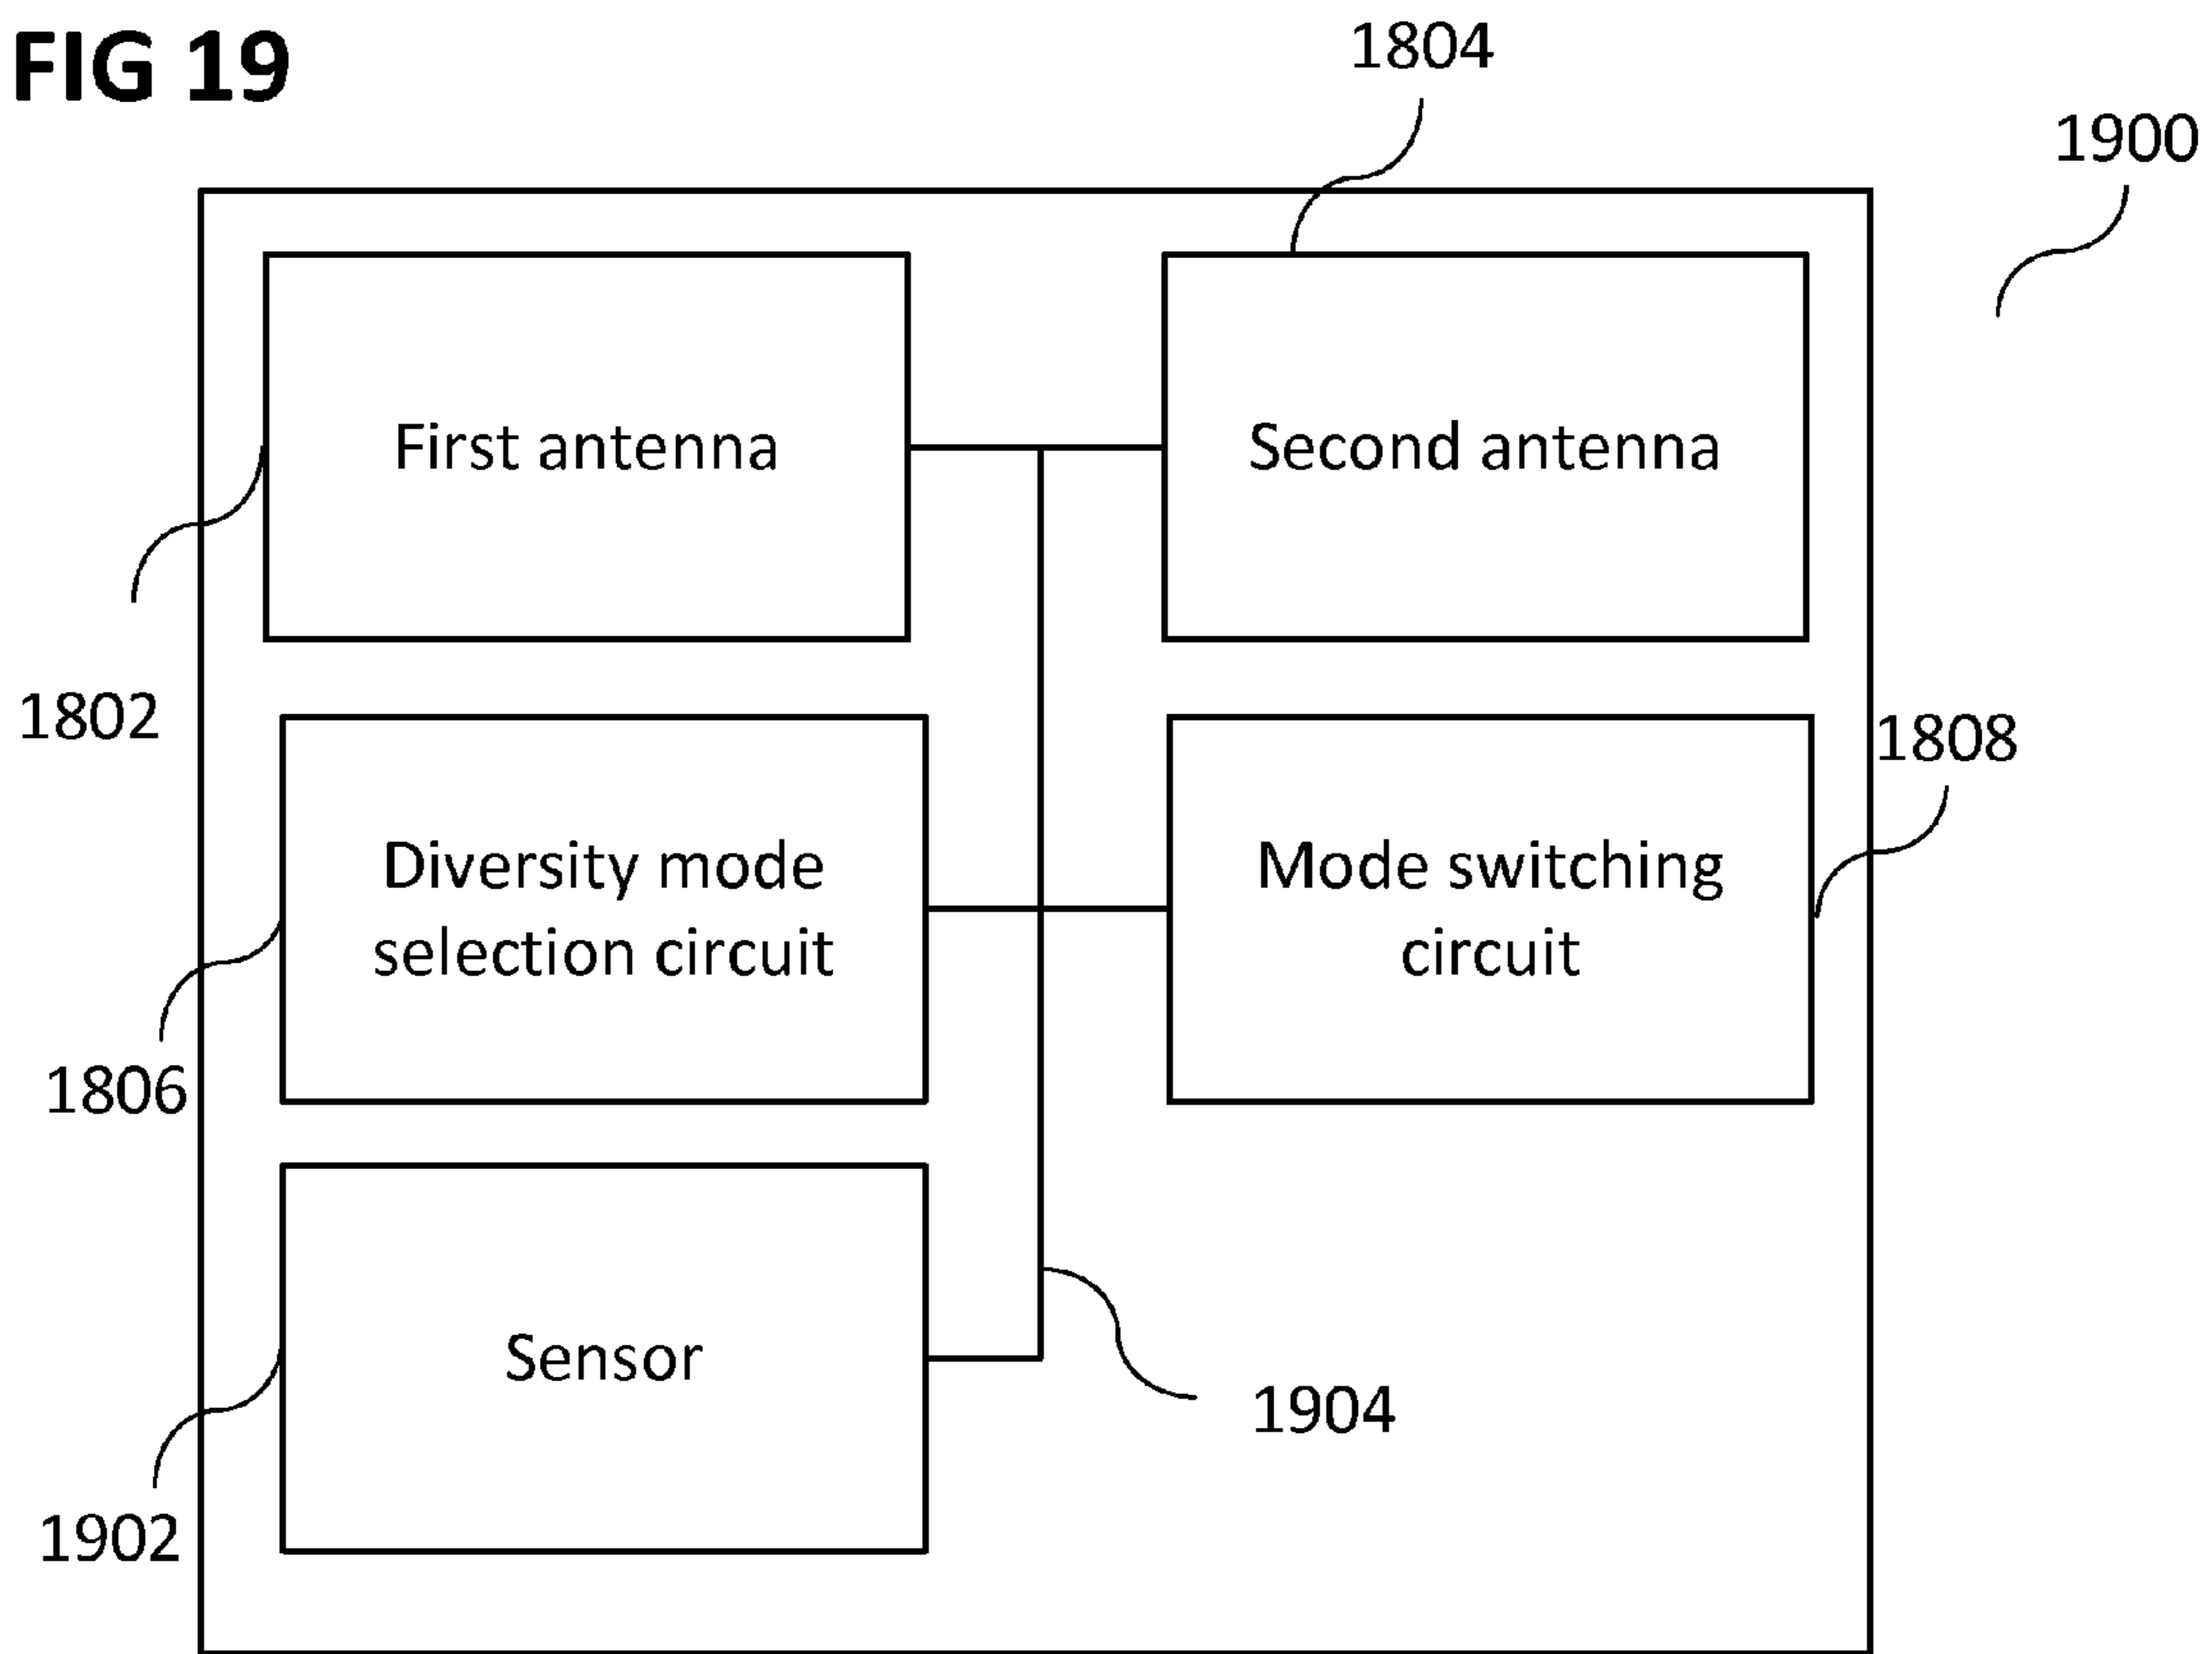 FIG 19
1804
1900
First antenna
Second antenna
1802
1808
Diversity mode
selection circuit
Mode switching
circuit
1806
Sensor
1904
1902